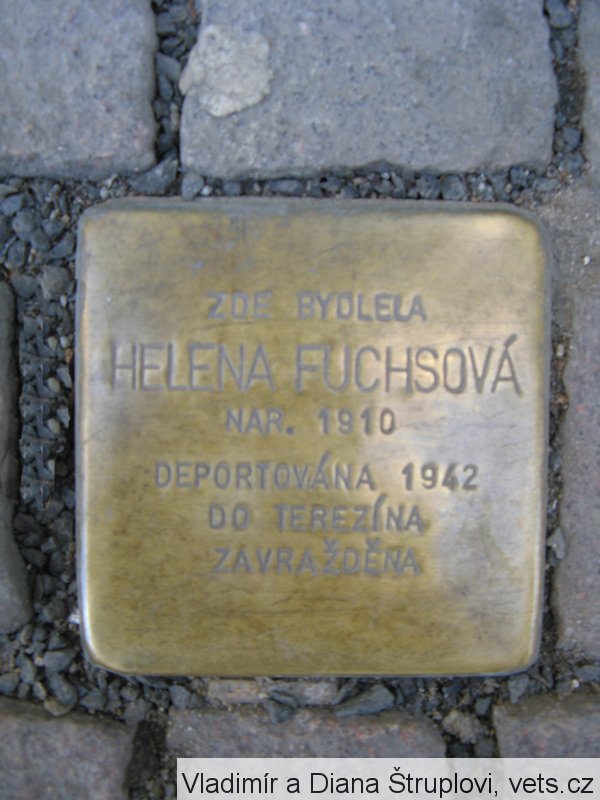 ZDE BYDLELA
HELENA FUCHSOVÁ
NAR. 1910
DEPORTOVÁNA 1942
DO TEREZÍNA
ZAVRAŽDĚNA
Vladimír a Diana Štruplovi, vets.cz